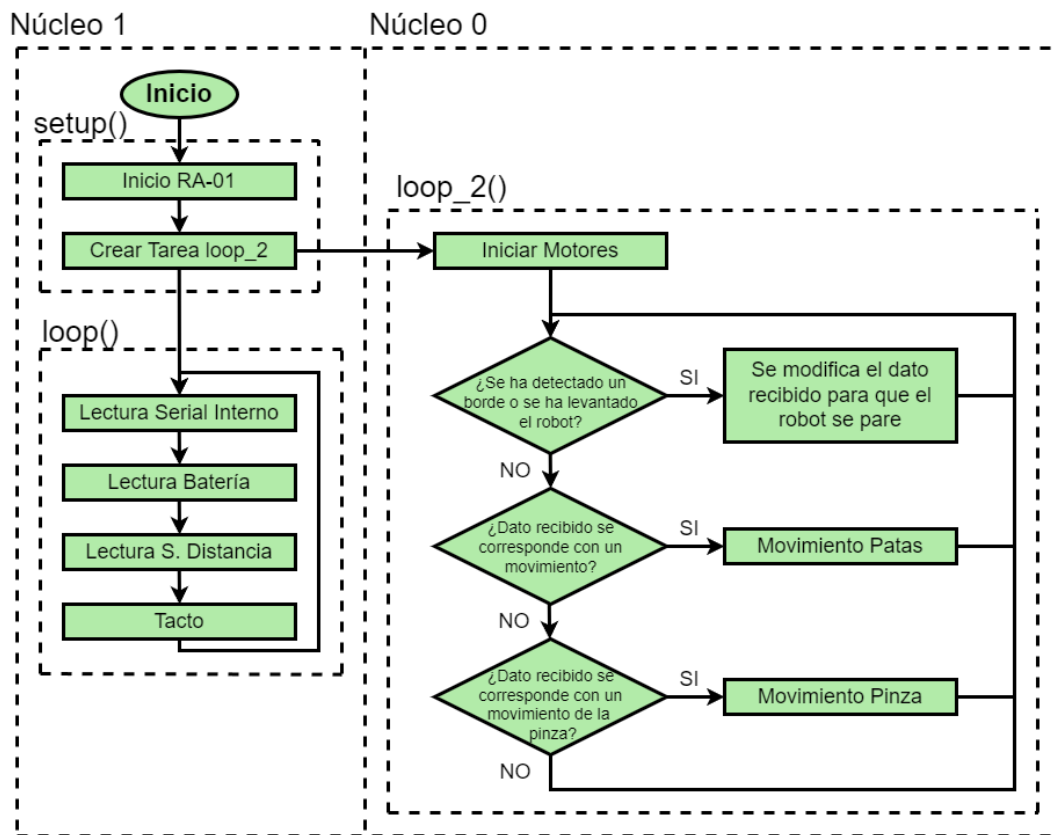 Núcleo 1
Núcleo 0
Inicio
setup()
Inicio RA-01
Crear Tarea loop_2
loop()
Lectura Serial Interno
Lectura Batería
Lectura S. Distancia
Tacto
loop_2()
Iniciar Motores
¿Se ha detectado un
borde o se ha levantado
el robot?
SI
Se modifica el dato
recibido para que el
robot se pare
NO
¿Dato recibido se
corresponde con un
movimiento?
SI
Movimiento Patas
NO
¿Dato recibido se
corresponde con un
movimiento de la
pinza?
SI
Movimiento Pinza
NO